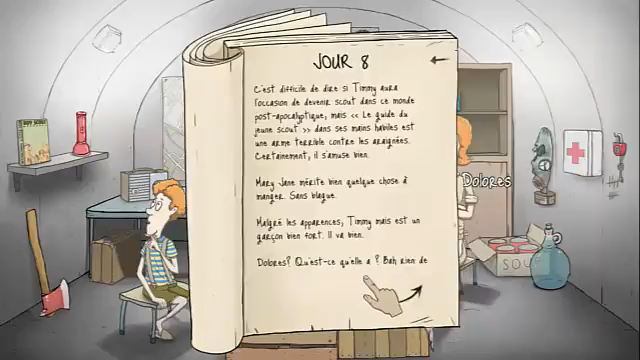 JOUR 8
C'est difficile de dire si Timmy aura
l'occasion de devenir scout dans ce monde
post-apocalyptique, mais << Le guide du
jeune scout >> dans ses mains habiles est
une arme terrible contre les araignées.
Certainement, il s'amuse bien.
Mary Jane mérite bien quelque chose à
manger. Sans blague.
Malgré les apparences, Timmy mais est un
garçon bien fort. Il va bien.
Dolores? Qu'est-ce qu'elle a ? Bah rien de
Dolores
SOU